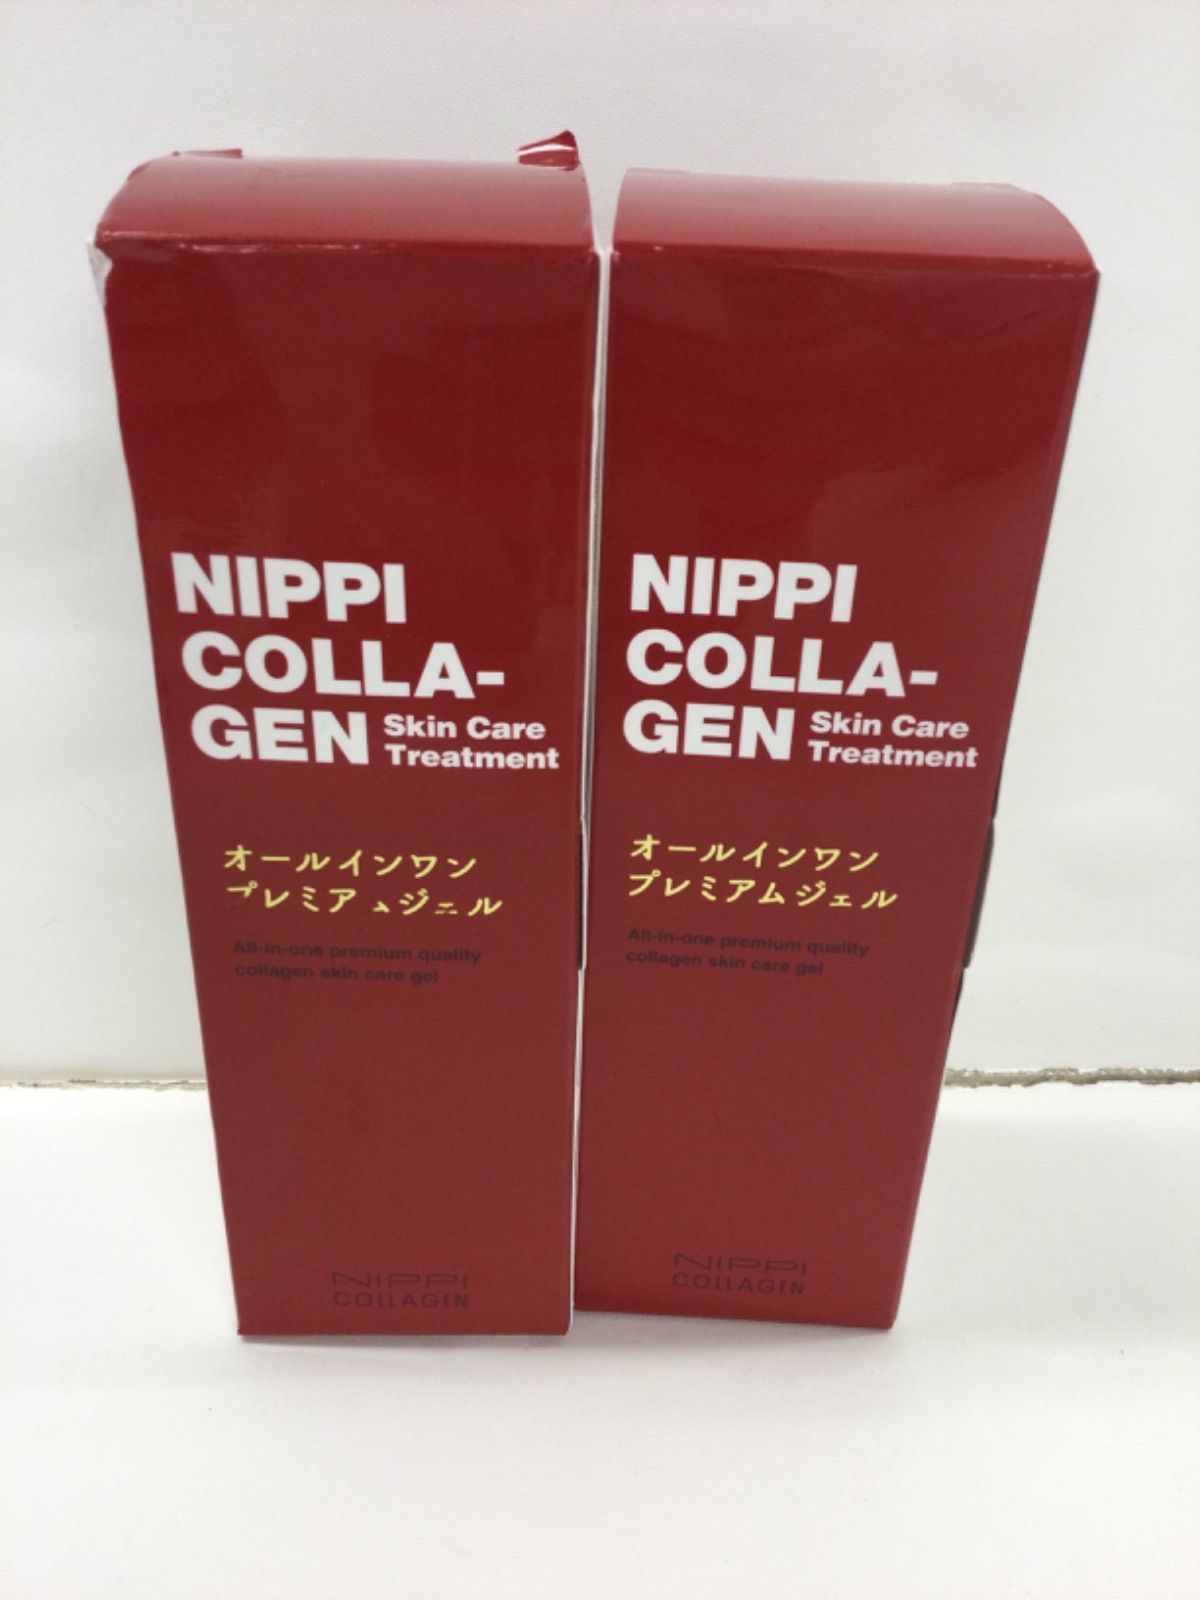 NIPPI
COLLA-
GEN Skin Care
Treatment
オールインワン
プレミアムジェル
All-in-one premium quality
collagen skin care gel
NIPPI
COLLAGEN
NIPPI
COLLA-
GEN Skin Care
Treatment
オールインワン
プレミアムジェル
All-in-one premium quality
collagen skin care gel
NIPPI
COLLAGEN